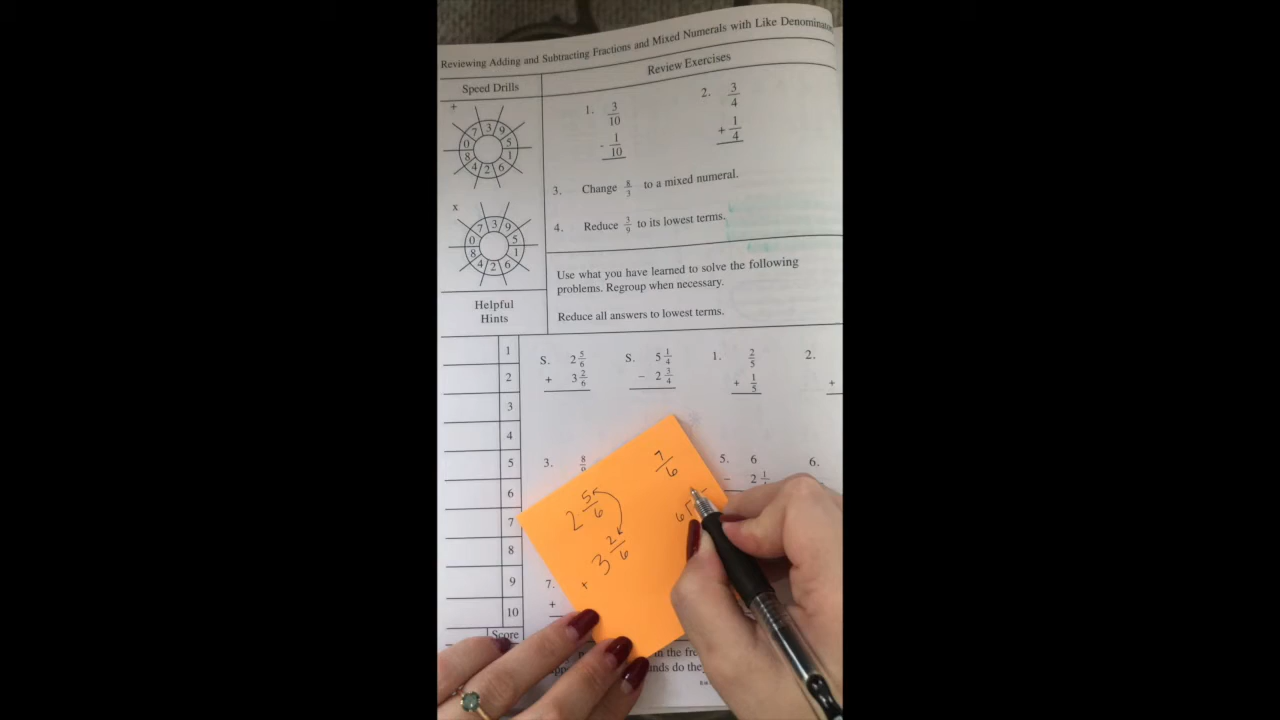 Reviewing Adding and Subtracting Fractions and Mixed Numerals with Like Denominators
Speed Drills
Review Exercises
+
7 3 9
0 5
8 1
4 2 6
1. 3/10
- 1/10
2. 3/4
+ 1/4
x
7 3 9
0 5
8 1
4 2 6
3. Change 8/3 to a mixed numeral.
4. Reduce 3/9 to its lowest terms.
Use what you have learned to solve the following
problems. Regroup when necessary.
Reduce all answers to lowest terms.
Helpful
Hints
1
2
3
4
5
6
7
8
9
10
Score
S. 2 5/6
+ 3 2/6
S. 5 1/4
- 2 3/4
1. 2/5
+ 1/5
2.
+
3. 8
5. 6
- 2 1
6.
7.
+
7/6
2 5/6
+ 3 2/6
6
in the
do